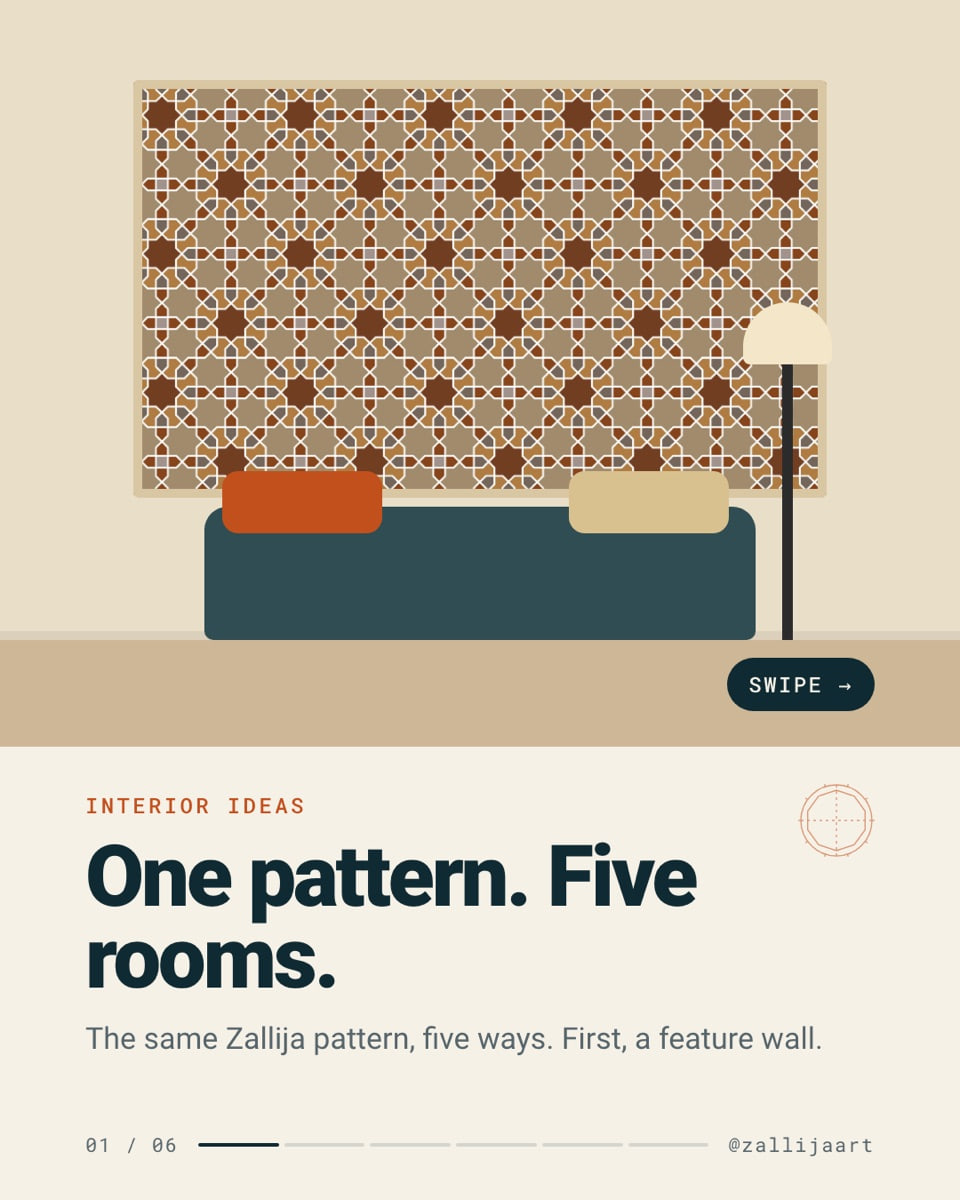 SWIPE →
INTERIOR IDEAS
One pattern. Five
rooms.
The same Zallija pattern, five ways. First, a feature wall.
01 / 06
@zallijaart